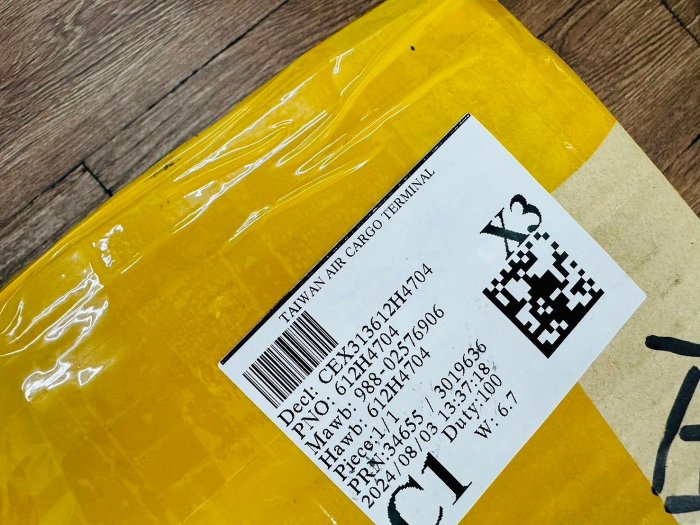 TAIWAN AIR CARGO TERMINAL
X3
Decl: CEX313612H4704
PNO: 612H4704
Mawb: 988-02576906
Hawb: 612H4704
Piece:1/1
PRN:34655 / 3019636
2024/08/03 13:37:18
Duty:100
W: 6.7
C1